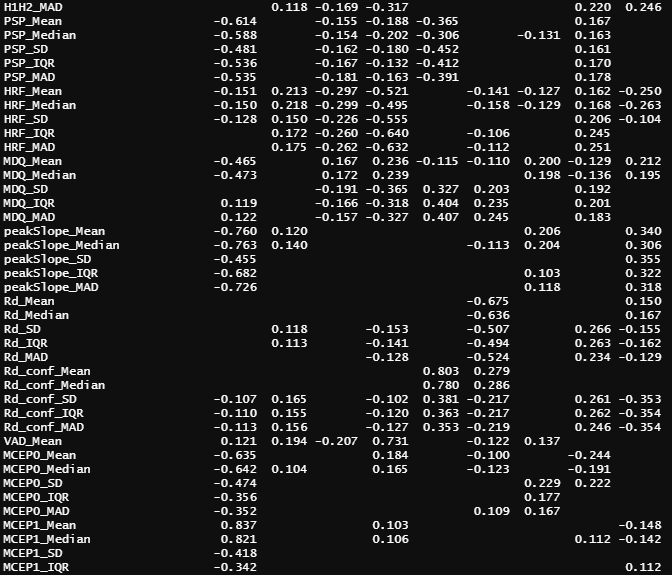 H1H2_MAD 0.118 -0.169 -0.317 0.220 0.246
PSP_Mean -0.614 -0.155 -0.188 -0.365 0.167
PSP_Median -0.588 -0.154 -0.202 -0.306 -0.131 0.163
PSP_SD -0.481 -0.162 -0.180 -0.452 0.161
PSP_IQR -0.536 -0.167 -0.132 -0.412 0.170
PSP_MAD -0.535 -0.181 -0.163 -0.391 0.178
HRF_Mean -0.151 0.213 -0.297 -0.521 -0.141 -0.127 0.162 -0.250
HRF_Median -0.150 0.218 -0.299 -0.495 -0.158 -0.129 0.168 -0.263
HRF_SD -0.128 0.150 -0.226 -0.555 0.206 -0.104
HRF_IQR 0.172 -0.260 -0.640 -0.106 0.245
HRF_MAD 0.175 -0.262 -0.632 -0.112 0.251
MDQ_Mean -0.465 0.167 0.236 -0.115 -0.110 0.200 -0.129 0.212
MDQ_Median -0.473 0.172 0.239 0.198 -0.136 0.195
MDQ_SD -0.191 -0.365 0.327 0.203 0.192
MDQ_IQR 0.119 -0.166 -0.318 0.404 0.235 0.201
MDQ_MAD 0.122 -0.157 -0.327 0.407 0.245 0.183
peakSlope_Mean -0.760 0.120 0.206 0.340
peakSlope_Median -0.763 0.140 -0.113 0.204 0.306
peakSlope_SD -0.455 0.355
peakSlope_IQR -0.682 0.103 0.322
peakSlope_MAD -0.726 0.118 0.318
Rd_Mean -0.675 0.150
Rd_Median -0.636 0.167
Rd_SD 0.118 -0.153 -0.507 0.266 -0.155
Rd_IQR 0.113 -0.141 -0.494 0.263 -0.162
Rd_MAD -0.128 -0.524 0.234 -0.129
Rd_conf_Mean 0.803 0.279
Rd_conf_Median 0.780 0.286
Rd_conf_SD -0.107 0.165 -0.102 0.381 -0.217 0.261 -0.353
Rd_conf_IQR -0.110 0.155 -0.120 0.363 -0.217 0.262 -0.354
Rd_conf_MAD -0.113 0.156 -0.127 0.353 -0.219 0.246 -0.354
VAD_Mean 0.121 0.194 -0.207 0.731 -0.122 0.137
MCEP0_Mean -0.635 0.184 -0.100 -0.244
MCEP0_Median -0.642 0.104 0.165 -0.123 -0.191
MCEP0_SD -0.474 0.229 0.222
MCEP0_IQR -0.356 0.177
MCEP0_MAD -0.352 0.109 0.167
MCEP1_Mean 0.837 0.103 -0.148
MCEP1_Median 0.821 0.106 0.112 -0.142
MCEP1_SD -0.418
MCEP1_IQR -0.342 0.112